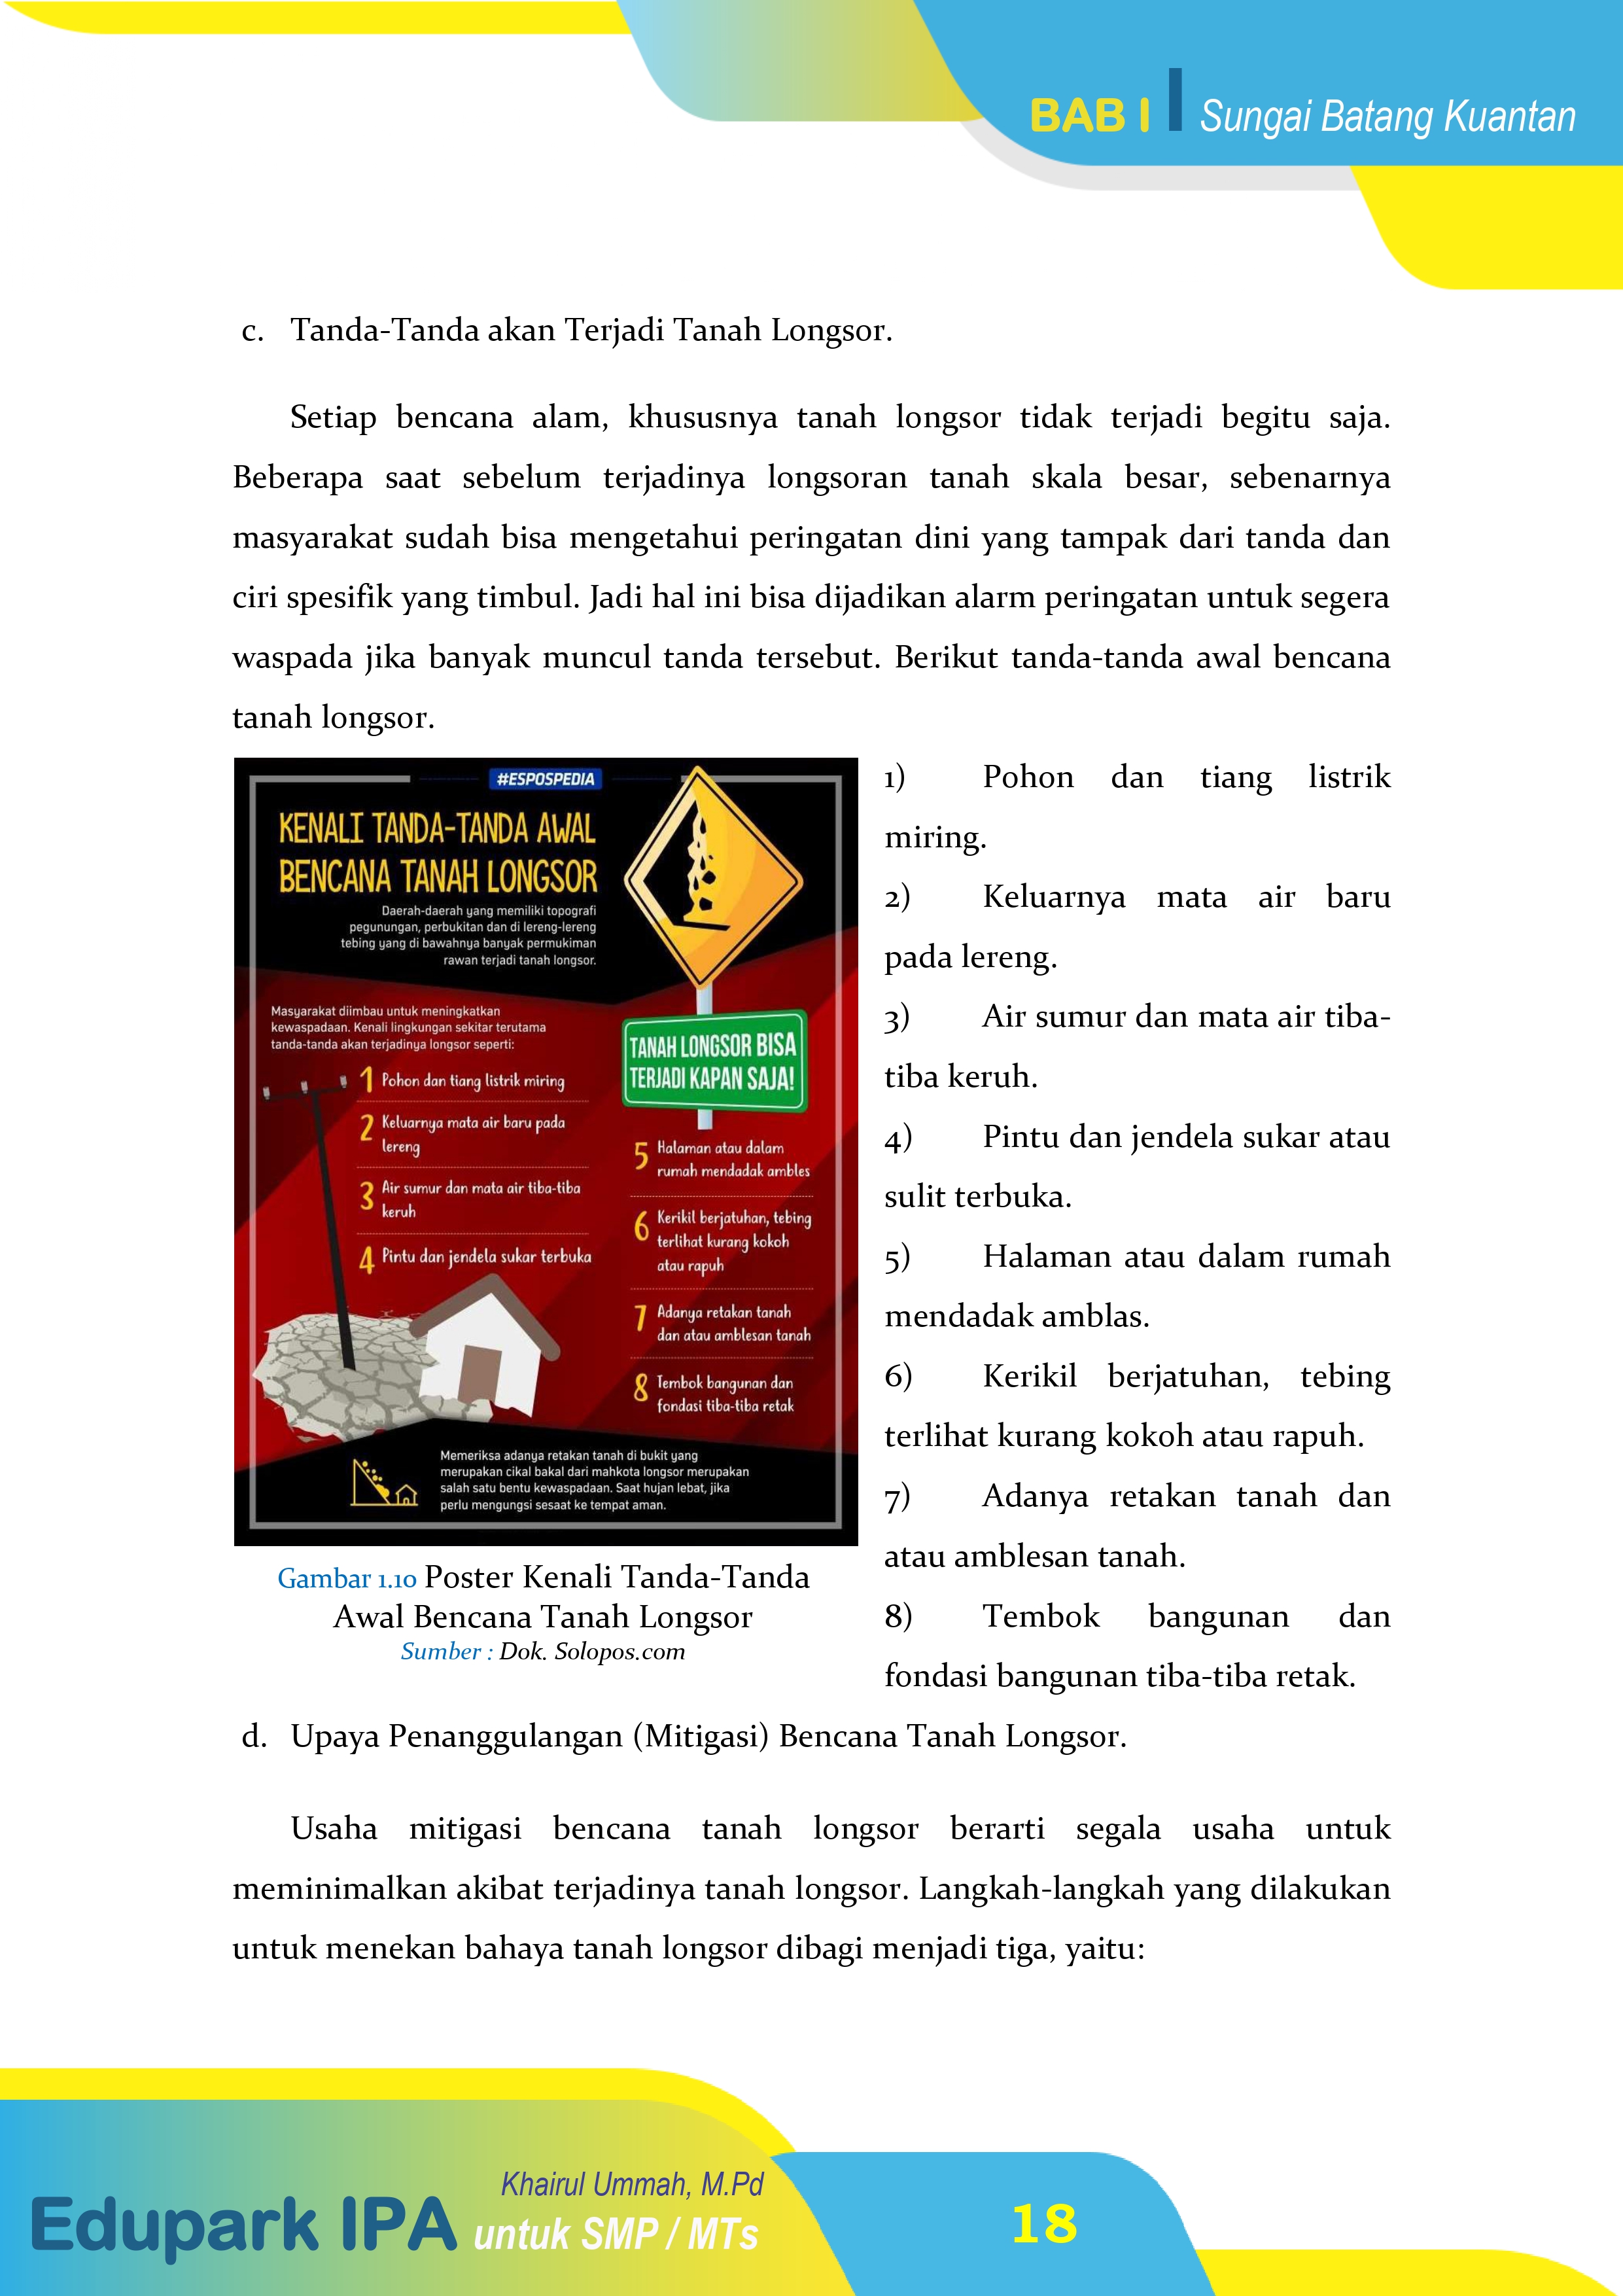 BAB I | Sungai Batang Kuantan
c. Tanda-Tanda akan Terjadi Tanah Longsor.
Setiap bencana alam, khususnya tanah longsor tidak terjadi begitu saja.
Beberapa saat sebelum terjadinya longsoran tanah skala besar, sebenarnya
masyarakat sudah bisa mengetahui peringatan dini yang tampak dari tanda dan
ciri spesifik yang timbul. Jadi hal ini bisa dijadikan alarm peringatan untuk segera
waspada jika banyak muncul tanda tersebut. Berikut tanda-tanda awal bencana
tanah longsor.
#ESPOSPEDIA
KENALI TANDA-TANDA AWAL
BENCANA TANAH LONGSOR
Daerah-daerah yang memiliki topografi
pegunungan, perbukitan dan di lereng-lereng
tebing yang di bawahnya banyak permukiman
rawan terjadi tanah longsor.
Masyarakat diimbau untuk meningkatkan
kewaspadaan. Kenali lingkungan sekitar terutama
tanda-tanda akan terjadinya longsor seperti:
TANAH LONGSOR BISA
TERJADI KAPAN SAJA!
1 Pohon dan tiang listrik miring
2 Keluarnya mata air baru pada
lereng
3 Air sumur dan mata air tiba-tiba
keruh
4 Pintu dan jendela sukar terbuka
5 Halaman atau dalam
rumah mendadak ambles
6 Kerikil berjatuhan, tebing
terlihat kurang kokoh
atau rapuh
7 Adanya retakan tanah
dan atau amblesan tanah
8 Tembok bangunan dan
fondasi tiba-tiba retak
Memeriksa adanya retakan tanah di bukit yang
merupakan cikal bakal dari mahkota longsor merupakan
salah satu bentu kewaspadaan. Saat hujan lebat, jika
perlu mengungsi sesaat ke tempat aman.
Gambar 1.10 Poster Kenali Tanda-Tanda
Awal Bencana Tanah Longsor
Sumber : Dok. Solopos.com
1) Pohon dan tiang listrik
miring.
2) Keluarnya mata air baru
pada lereng.
3) Air sumur dan mata air tiba-
tiba keruh.
4) Pintu dan jendela sukar atau
sulit terbuka.
5) Halaman atau dalam rumah
mendadak amblas.
6) Kerikil berjatuhan, tebing
terlihat kurang kokoh atau rapuh.
7) Adanya retakan tanah dan
atau amblesan tanah.
8) Tembok bangunan dan
fondasi bangunan tiba-tiba retak.
d. Upaya Penanggulangan (Mitigasi) Bencana Tanah Longsor.
Usaha mitigasi bencana tanah longsor berarti segala usaha untuk
meminimalkan akibat terjadinya tanah longsor. Langkah-langkah yang dilakukan
untuk menekan bahaya tanah longsor dibagi menjadi tiga, yaitu:
Khairul Ummah, M.Pd
Edupark IPA untuk SMP / MTs
18